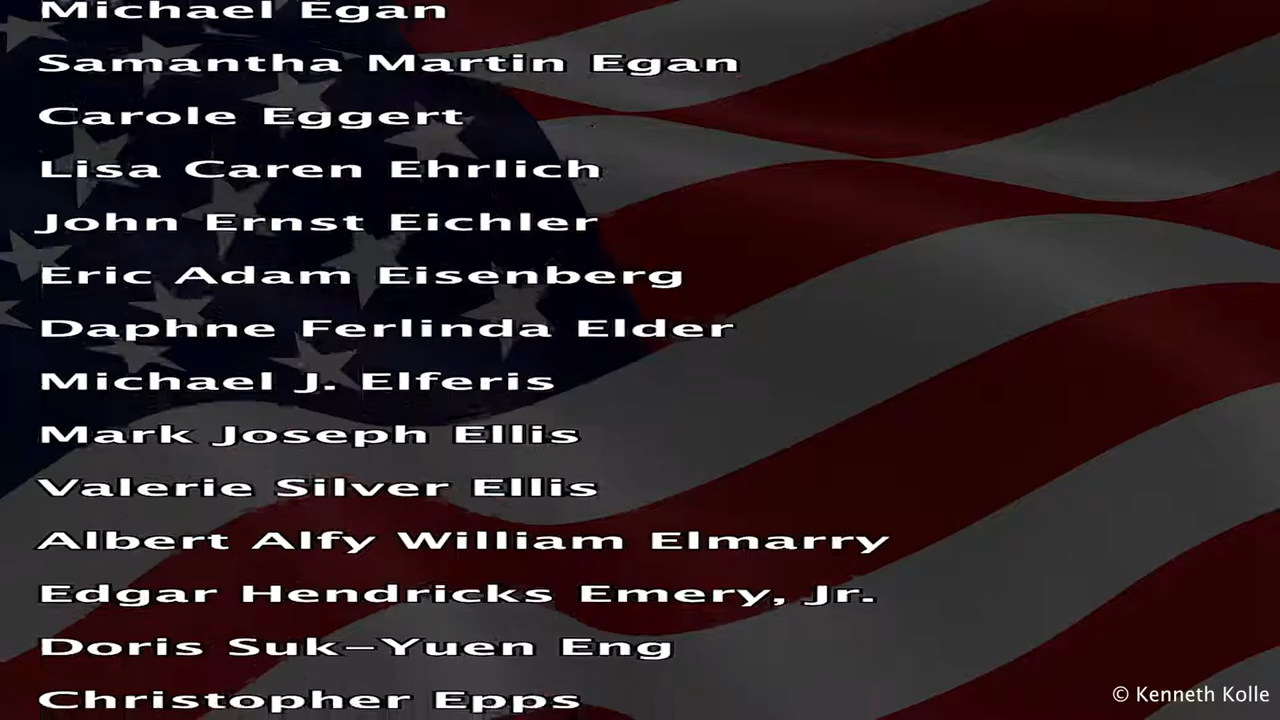 Michael Egan
Samantha Martin Egan
Carole Eggert
Lisa Caren Ehrlich
John Ernst Eichler
Eric Adam Eisenberg
Daphne Ferlinda Elder
Michael J. Elferis
Mark Joseph Ellis
Valerie Silver Ellis
Albert Alfy William Elmarry
Edgar Hendricks Emery, Jr.
Doris Suk-Yuen Eng
Christopher Epps
© Kenneth Kolle